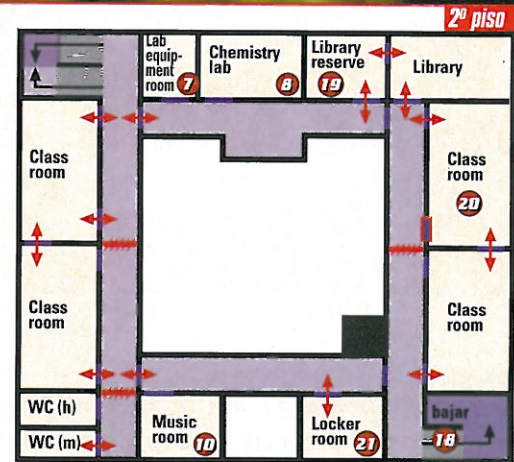 2º piso
Lab
equip-
ment
room 7
Chemistry
lab 8
Library
reserve
19
Library
Class
room
Class
room
20
Class
room
Class
room
WC (h)
WC (m)
Music
room 10
Locker
room 21
bajar
18